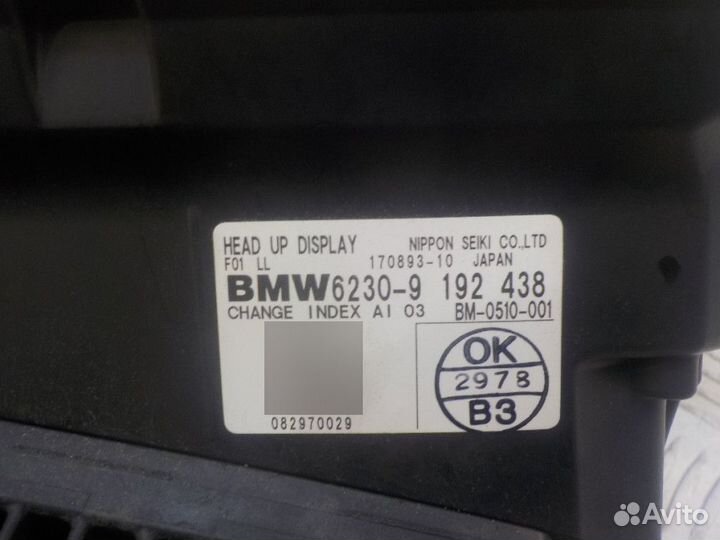 HEAD UP DISPLAY NIPPON SEIKI CO.,LTD
F01 LL 170893-10 JAPAN
BMW6230-9 192 438
CHANGE INDEX AI 03 BM-0510-001
OK
2978
B3
082970029
Avito